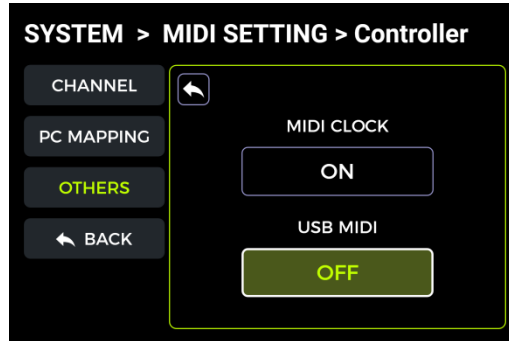 SYSTEM > MIDI SETTING > Controller
CHANNEL
PC MAPPING
OTHERS
BACK
MIDI CLOCK
ON
USB MIDI
OFF